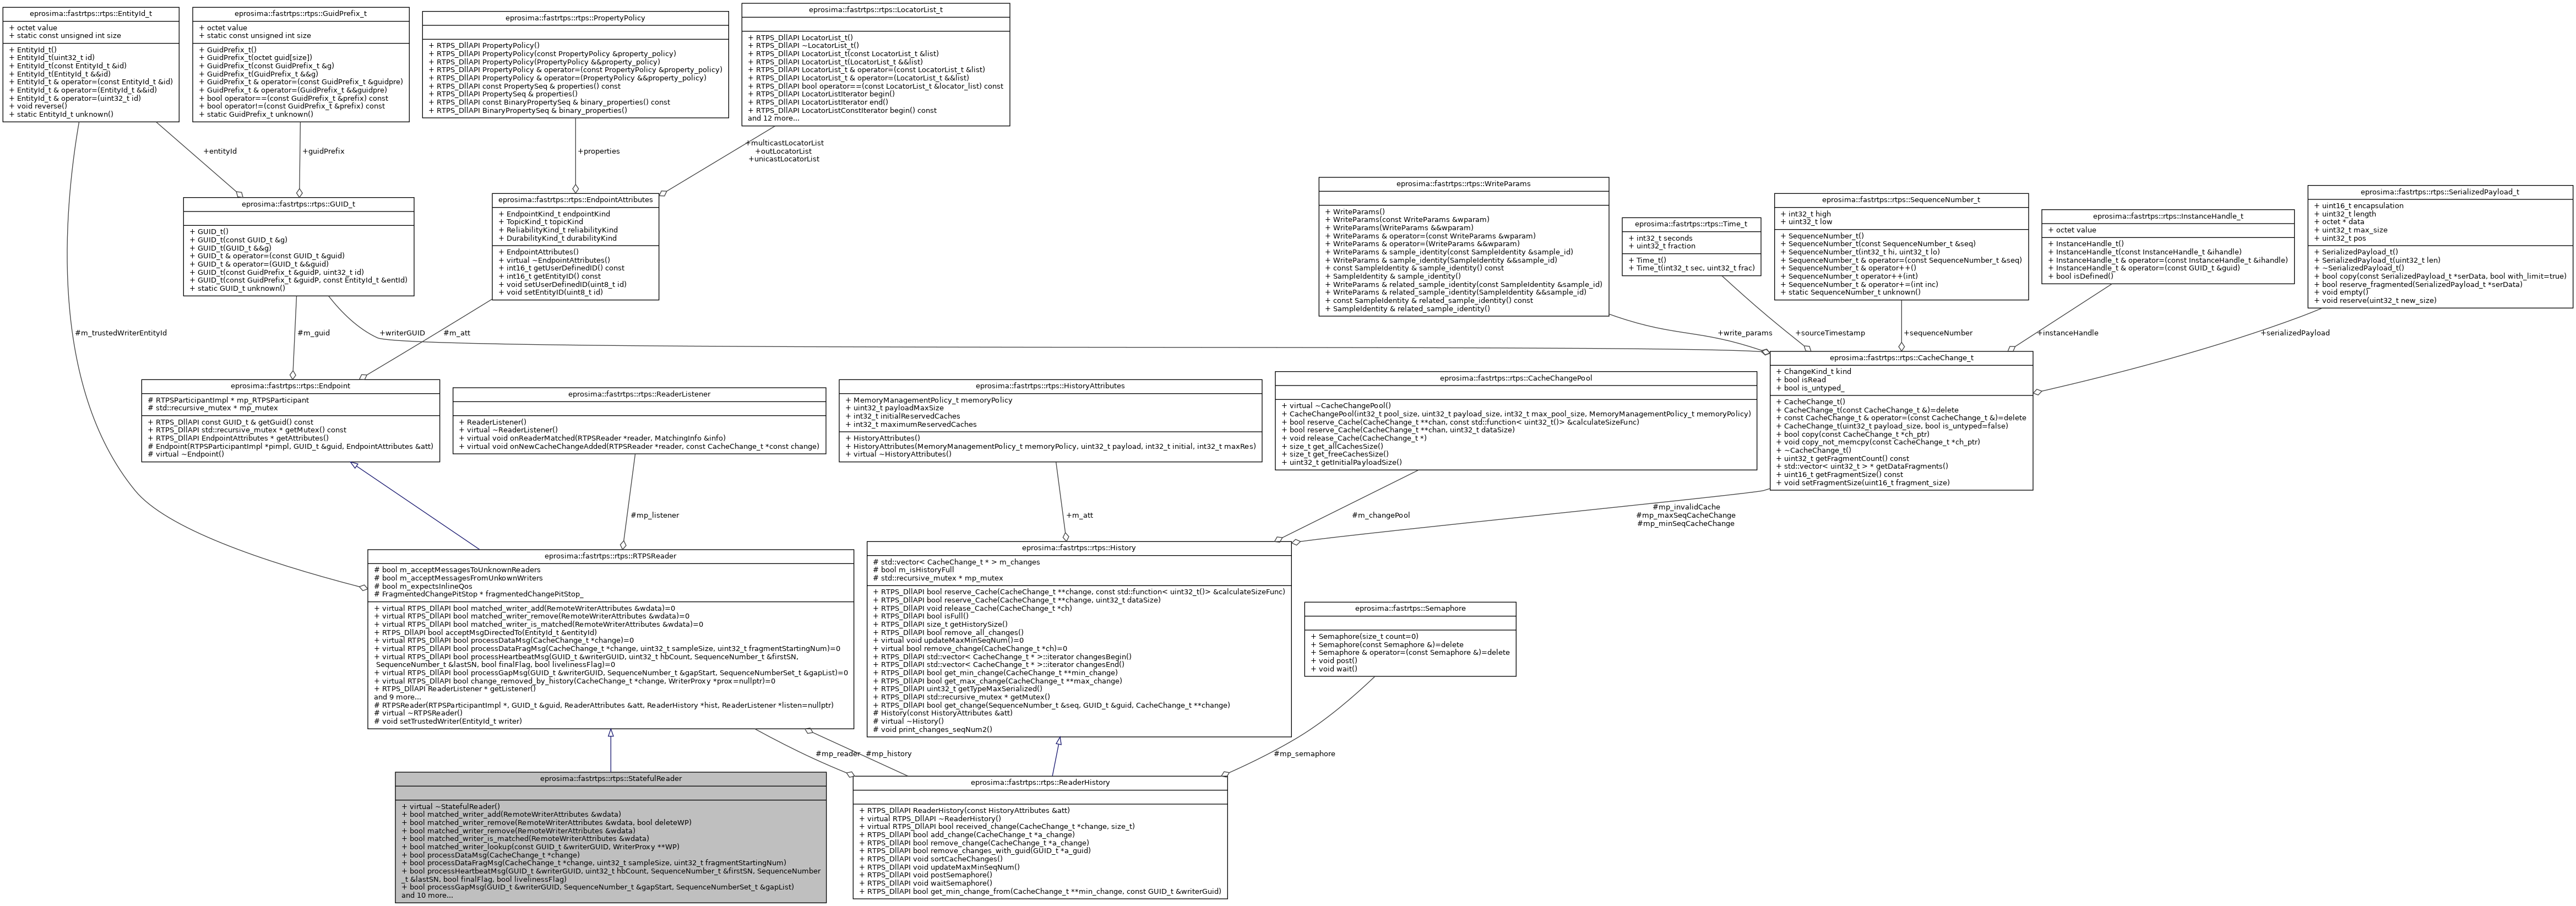 eprosima::fastrtps::rtps::EntityId_t
+ octet value
+ static const unsigned int size
+ EntityId_t()
+ EntityId_t(uint32_t id)
+ EntityId_t(const EntityId_t &id)
+ EntityId_t(EntityId_t &&id)
+ EntityId_t & operator=(const EntityId_t &id)
+ EntityId_t & operator=(EntityId_t &&id)
+ EntityId_t & operator=(uint32_t id)
+ void reverse()
+ static EntityId_t unknown()
eprosima::fastrtps::rtps::GuidPrefix_t
+ octet value
+ static const unsigned int size
+ GuidPrefix_t()
+ GuidPrefix_t(octet guid[size])
+ GuidPrefix_t(const GuidPrefix_t &g)
+ GuidPrefix_t(GuidPrefix_t &&g)
+ GuidPrefix_t & operator=(const GuidPrefix_t &guidpre)
+ GuidPrefix_t & operator=(GuidPrefix_t &&guidpre)
+ bool operator==(const GuidPrefix_t &prefix) const
+ bool operator!=(const GuidPrefix_t &prefix) const
+ static GuidPrefix_t unknown()
eprosima::fastrtps::rtps::PropertyPolicy
+ RTPS_DllAPI PropertyPolicy()
+ RTPS_DllAPI PropertyPolicy(const PropertyPolicy &property_policy)
+ RTPS_DllAPI PropertyPolicy(PropertyPolicy &&property_policy)
+ RTPS_DllAPI PropertyPolicy & operator=(const PropertyPolicy &property_policy)
+ RTPS_DllAPI PropertyPolicy & operator=(PropertyPolicy &&property_policy)
+ RTPS_DllAPI const PropertySeq & properties() const
+ RTPS_DllAPI PropertySeq & properties()
+ RTPS_DllAPI const BinaryPropertySeq & binary_properties() const
+ RTPS_DllAPI BinaryPropertySeq & binary_properties()
eprosima::fastrtps::rtps::LocatorList_t
+ RTPS_DllAPI LocatorList_t()
+ RTPS_DllAPI ~LocatorList_t()
+ RTPS_DllAPI LocatorList_t(const LocatorList_t &list)
+ RTPS_DllAPI LocatorList_t(LocatorList_t &&list)
+ RTPS_DllAPI LocatorList_t & operator=(const LocatorList_t &list)
+ RTPS_DllAPI LocatorList_t & operator=(LocatorList_t &&list)
+ RTPS_DllAPI bool operator==(const LocatorList_t &locator_list) const
+ RTPS_DllAPI LocatorListIterator begin()
+ RTPS_DllAPI LocatorListIterator end()
+ RTPS_DllAPI LocatorListConstIterator begin() const
and 12 more...
+entityId
+guidPrefix
+properties
+multicastLocatorList
+outLocatorList
+unicastLocatorList
eprosima::fastrtps::rtps::GUID_t
+ GUID_t()
+ GUID_t(const GUID_t &g)
+ GUID_t(GUID_t &&g)
+ GUID_t & operator=(const GUID_t &guid)
+ GUID_t & operator=(GUID_t &&guid)
+ GUID_t(const GuidPrefix_t &guidP, uint32_t id)
+ GUID_t(const GuidPrefix_t &guidP, const EntityId_t &entId)
+ static GUID_t unknown()
eprosima::fastrtps::rtps::EndpointAttributes
+ EndpointKind_t endpointKind
+ TopicKind_t topicKind
+ ReliabilityKind_t reliabilityKind
+ DurabilityKind_t durabilityKind
+ EndpointAttributes()
+ virtual ~EndpointAttributes()
+ int16_t getUserDefinedID() const
+ int16_t getEntityID() const
+ void setUserDefinedID(uint8_t id)
+ void setEntityID(uint8_t id)
eprosima::fastrtps::rtps::WriteParams
+ WriteParams()
+ WriteParams(const WriteParams &wparam)
+ WriteParams(WriteParams &&wparam)
+ WriteParams & operator=(const WriteParams &wparam)
+ WriteParams & operator=(WriteParams &&wparam)
+ WriteParams & sample_identity(const SampleIdentity &sample_id)
+ WriteParams & sample_identity(SampleIdentity &&sample_id)
+ const SampleIdentity & sample_identity() const
+ SampleIdentity & sample_identity()
+ WriteParams & related_sample_identity(const SampleIdentity &sample_id)
+ WriteParams & related_sample_identity(SampleIdentity &&sample_id)
+ const SampleIdentity & related_sample_identity() const
+ SampleIdentity & related_sample_identity()
eprosima::fastrtps::rtps::Time_t
+ int32_t seconds
+ uint32_t fraction
+ Time_t()
+ Time_t(int32_t sec, uint32_t frac)
eprosima::fastrtps::rtps::SequenceNumber_t
+ int32_t high
+ uint32_t low
+ SequenceNumber_t()
+ SequenceNumber_t(const SequenceNumber_t &seq)
+ SequenceNumber_t(int32_t hi, uint32_t lo)
+ SequenceNumber_t & operator=(const SequenceNumber_t &seq)
+ SequenceNumber_t & operator++()
+ SequenceNumber_t operator++(int)
+ SequenceNumber_t & operator+=(int inc)
+ static SequenceNumber_t unknown()
eprosima::fastrtps::rtps::InstanceHandle_t
+ octet value
+ InstanceHandle_t()
+ InstanceHandle_t(const InstanceHandle_t &ihandle)
+ InstanceHandle_t & operator=(const InstanceHandle_t &ihandle)
+ InstanceHandle_t & operator=(const GUID_t &guid)
+ bool isDefined()
eprosima::fastrtps::rtps::SerializedPayload_t
+ uint16_t encapsulation
+ uint32_t length
+ octet * data
+ uint32_t max_size
+ uint32_t pos
+ SerializedPayload_t()
+ SerializedPayload_t(uint32_t len)
+ ~SerializedPayload_t()
+ bool copy(const SerializedPayload_t *serData, bool with_limit=true)
+ bool reserve_fragmented(SerializedPayload_t *serData)
+ void empty()
+ void reserve(uint32_t new_size)
#m_trustedWriterEntityId
#m_guid
+writerGUID
#m_att
+write_params
+sourceTimestamp
+sequenceNumber
+instanceHandle
+serializedPayload
eprosima::fastrtps::rtps::Endpoint
# RTPSParticipantImpl * mp_RTPSParticipant
# std::recursive_mutex * mp_mutex
+ RTPS_DllAPI const GUID_t & getGuid() const
+ RTPS_DllAPI std::recursive_mutex * getMutex() const
+ RTPS_DllAPI EndpointAttributes * getAttributes()
# Endpoint(RTPSParticipantImpl *pimpl, GUID_t &guid, EndpointAttributes &att)
# virtual ~Endpoint()
eprosima::fastrtps::rtps::ReaderListener
+ ReaderListener()
+ virtual ~ReaderListener()
+ virtual void onReaderMatched(RTPSReader *reader, MatchingInfo &info)
+ virtual void onNewCacheChangeAdded(RTPSReader *reader, const CacheChange_t *const change)
eprosima::fastrtps::rtps::HistoryAttributes
+ MemoryManagementPolicy_t memoryPolicy
+ uint32_t payloadMaxSize
+ int32_t initialReservedCaches
+ int32_t maximumReservedCaches
+ HistoryAttributes()
+ HistoryAttributes(MemoryManagementPolicy_t memoryPolicy, uint32_t payload, int32_t initial, int32_t maxRes)
+ virtual ~HistoryAttributes()
eprosima::fastrtps::rtps::CacheChangePool
+ virtual ~CacheChangePool()
+ CacheChangePool(int32_t pool_size, uint32_t payload_size, int32_t max_pool_size, MemoryManagementPolicy_t memoryPolicy)
+ bool reserve_Cache(CacheChange_t **chan, const std::function< uint32_t()> &calculateSizeFunc)
+ bool reserve_Cache(CacheChange_t **chan, uint32_t dataSize)
+ void release_Cache(CacheChange_t *)
+ size_t get_allCachesSize()
+ size_t get_freeCachesSize()
+ uint32_t getInitialPayloadSize()
eprosima::fastrtps::rtps::CacheChange_t
+ ChangeKind_t kind
+ bool isRead
+ bool is_untyped_
+ CacheChange_t()
+ CacheChange_t(const CacheChange_t &)=delete
+ const CacheChange_t & operator=(const CacheChange_t &)=delete
+ CacheChange_t(uint32_t payload_size, bool is_untyped=false)
+ bool copy(const CacheChange_t *ch_ptr)
+ void copy_not_memcpy(const CacheChange_t *ch_ptr)
+ ~CacheChange_t()
+ uint32_t getFragmentCount() const
+ std::vector< uint32_t > * getDataFragments()
+ uint16_t getFragmentSize() const
+ void setFragmentSize(uint16_t fragment_size)
#mp_listener
+m_att
#m_changePool
#mp_invalidCache
#mp_maxSeqCacheChange
#mp_minSeqCacheChange
eprosima::fastrtps::rtps::RTPSReader
# bool m_acceptMessagesToUnknownReaders
# bool m_acceptMessagesFromUnkownWriters
# bool m_expectsInlineQos
# FragmentedChangePitStop * fragmentedChangePitStop_
+ virtual RTPS_DllAPI bool matched_writer_add(RemoteWriterAttributes &wdata)=0
+ virtual RTPS_DllAPI bool matched_writer_remove(RemoteWriterAttributes &wdata)=0
+ virtual RTPS_DllAPI bool matched_writer_is_matched(RemoteWriterAttributes &wdata)=0
+ RTPS_DllAPI bool acceptMsgDirectedTo(EntityId_t &entityId)
+ virtual RTPS_DllAPI bool processDataMsg(CacheChange_t *change)=0
+ virtual RTPS_DllAPI bool processDataFragMsg(CacheChange_t *change, uint32_t sampleSize, uint32_t fragmentStartingNum)=0
+ virtual RTPS_DllAPI bool processHeartbeatMsg(GUID_t &writerGUID, uint32_t hbCount, SequenceNumber_t &firstSN,
SequenceNumber_t &lastSN, bool finalFlag, bool livelinessFlag)=0
+ virtual RTPS_DllAPI bool processGapMsg(GUID_t &writerGUID, SequenceNumber_t &gapStart, SequenceNumberSet_t &gapList)=0
+ virtual RTPS_DllAPI bool change_removed_by_history(CacheChange_t *change, WriterProxy *prox=nullptr)=0
+ RTPS_DllAPI ReaderListener * getListener()
and 9 more...
# RTPSReader(RTPSParticipantImpl *, GUID_t &guid, ReaderAttributes &att, ReaderHistory *hist, ReaderListener *listen=nullptr)
# virtual ~RTPSReader()
# void setTrustedWriter(EntityId_t writer)
eprosima::fastrtps::rtps::History
# std::vector< CacheChange_t * > m_changes
# bool m_isHistoryFull
# std::recursive_mutex * mp_mutex
+ RTPS_DllAPI bool reserve_Cache(CacheChange_t **change, const std::function< uint32_t()> &calculateSizeFunc)
+ RTPS_DllAPI bool reserve_Cache(CacheChange_t **change, uint32_t dataSize)
+ RTPS_DllAPI void release_Cache(CacheChange_t *ch)
+ RTPS_DllAPI bool isFull()
+ RTPS_DllAPI size_t getHistorySize()
+ RTPS_DllAPI bool remove_all_changes()
+ virtual void updateMaxMinSeqNum()=0
+ virtual bool remove_change(CacheChange_t *ch)=0
+ RTPS_DllAPI std::vector< CacheChange_t * >::iterator changesBegin()
+ RTPS_DllAPI std::vector< CacheChange_t * >::iterator changesEnd()
+ RTPS_DllAPI bool get_min_change(CacheChange_t **min_change)
+ RTPS_DllAPI bool get_max_change(CacheChange_t **max_change)
+ RTPS_DllAPI uint32_t getTypeMaxSerialized()
+ RTPS_DllAPI std::recursive_mutex * getMutex()
+ RTPS_DllAPI bool get_change(SequenceNumber_t &seq, GUID_t &guid, CacheChange_t **change)
# History(const HistoryAttributes &att)
# virtual ~History()
# void print_changes_seqNum2()
eprosima::fastrtps::Semaphore
+ Semaphore(size_t count=0)
+ Semaphore(const Semaphore &)=delete
+ Semaphore & operator=(const Semaphore &)=delete
+ void post()
+ void wait()
#mp_reader
#mp_history
#mp_semaphore
eprosima::fastrtps::rtps::StatefulReader
+ virtual ~StatefulReader()
+ bool matched_writer_add(RemoteWriterAttributes &wdata)
+ bool matched_writer_remove(RemoteWriterAttributes &wdata, bool deleteWP)
+ bool matched_writer_remove(RemoteWriterAttributes &wdata)
+ bool matched_writer_is_matched(RemoteWriterAttributes &wdata)
+ bool matched_writer_lookup(const GUID_t &writerGUID, WriterProxy **WP)
+ bool processDataMsg(CacheChange_t *change)
+ bool processDataFragMsg(CacheChange_t *change, uint32_t sampleSize, uint32_t fragmentStartingNum)
+ bool processHeartbeatMsg(GUID_t &writerGUID, uint32_t hbCount, SequenceNumber_t &firstSN, SequenceNumber
_t &lastSN, bool finalFlag, bool livelinessFlag)
+ bool processGapMsg(GUID_t &writerGUID, SequenceNumber_t &gapStart, SequenceNumberSet_t &gapList)
and 10 more...
eprosima::fastrtps::rtps::ReaderHistory
+ RTPS_DllAPI ReaderHistory(const HistoryAttributes &att)
+ virtual RTPS_DllAPI ~ReaderHistory()
+ virtual RTPS_DllAPI bool received_change(CacheChange_t *change, size_t)
+ RTPS_DllAPI bool add_change(CacheChange_t *a_change)
+ RTPS_DllAPI bool remove_change(CacheChange_t *a_change)
+ RTPS_DllAPI bool remove_changes_with_guid(GUID_t *a_guid)
+ RTPS_DllAPI void sortCacheChanges()
+ RTPS_DllAPI void updateMaxMinSeqNum()
+ RTPS_DllAPI void postSemaphore()
+ RTPS_DllAPI void waitSemaphore()
+ RTPS_DllAPI bool get_min_change_from(CacheChange_t **min_change, const GUID_t &writerGuid)